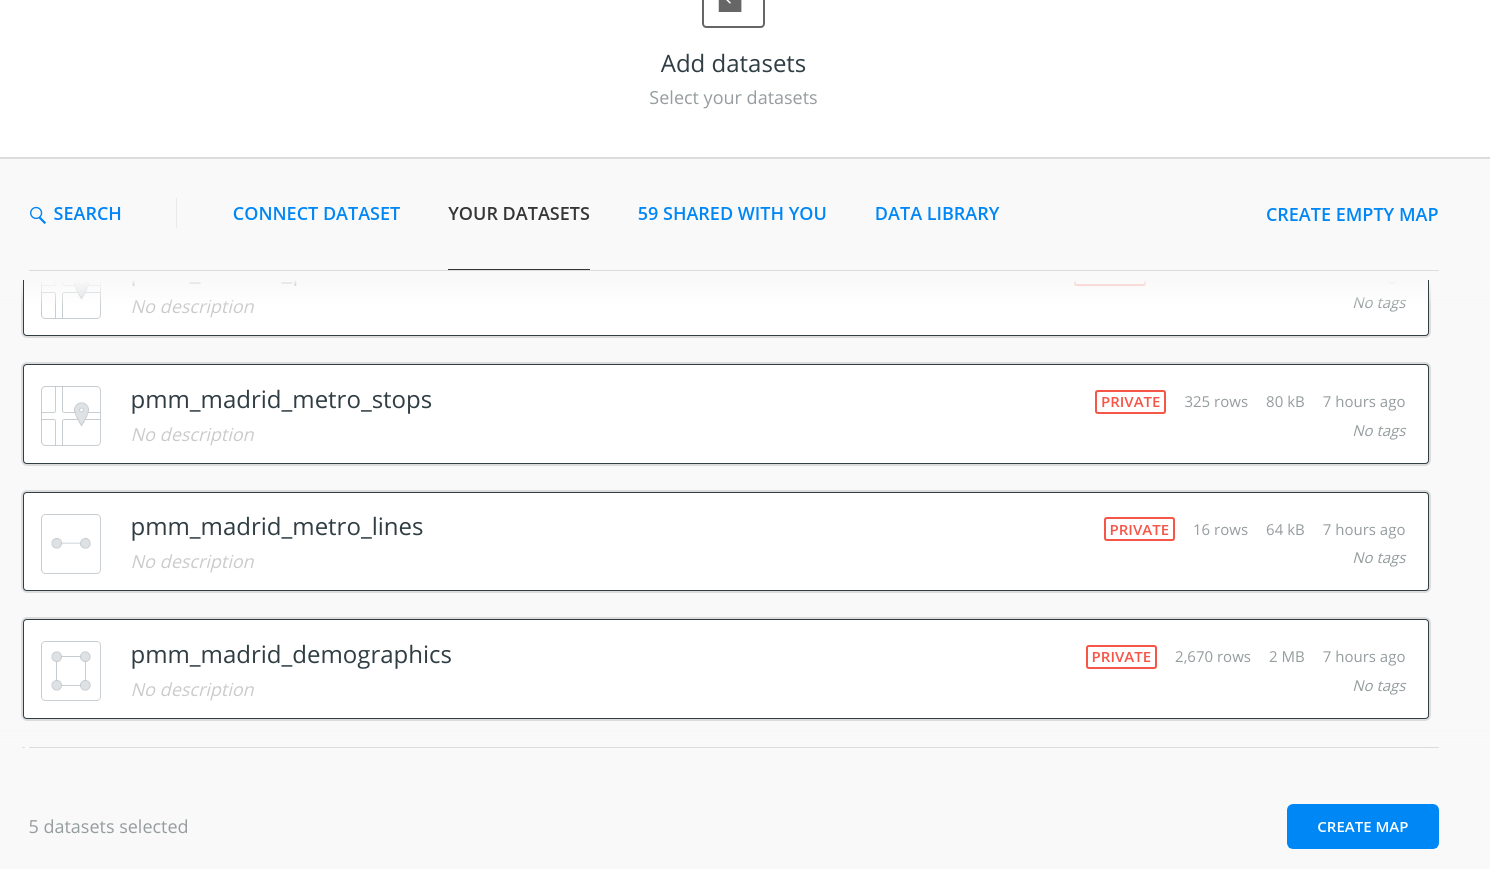 Add datasets
Select your datasets
SEARCH
CONNECT DATASET
YOUR DATASETS
59 SHARED WITH YOU
DATA LIBRARY
CREATE EMPTY MAP
No description
No tags
pmm_madrid_metro_stops
PRIVATE 325 rows 80 kB 7 hours ago
No description
No tags
pmm_madrid_metro_lines
PRIVATE 16 rows 64 kB 7 hours ago
No description
No tags
pmm_madrid_demographics
PRIVATE 2,670 rows 2 MB 7 hours ago
No description
No tags
5 datasets selected
CREATE MAP